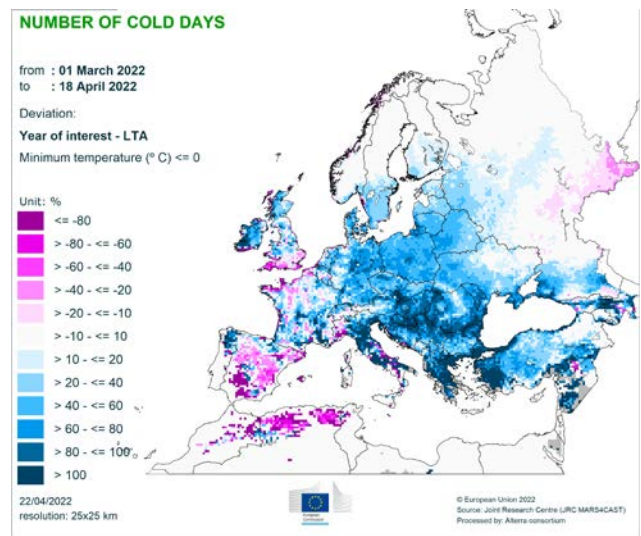 NUMBER OF COLD DAYS
from : 01 March 2022
to : 18 April 2022
Deviation:
Year of interest - LTA
Minimum temperature (º C) <= 0
Unit: %
<= -80
> -80 - <= -60
> -60 - <= -40
> -40 - <= -20
> -20 - <= -10
> -10 - <= 10
> 10 - <= 20
> 20 - <= 40
> 40 - <= 60
> 60 - <= 80
> 80 - <= 100
> 100
22/04/2022
resolution: 25x25 km
European
Commission
© European Union 2022
Source: Joint Research Centre (JRC MARS4CAST)
Processed by: Alterra consortium